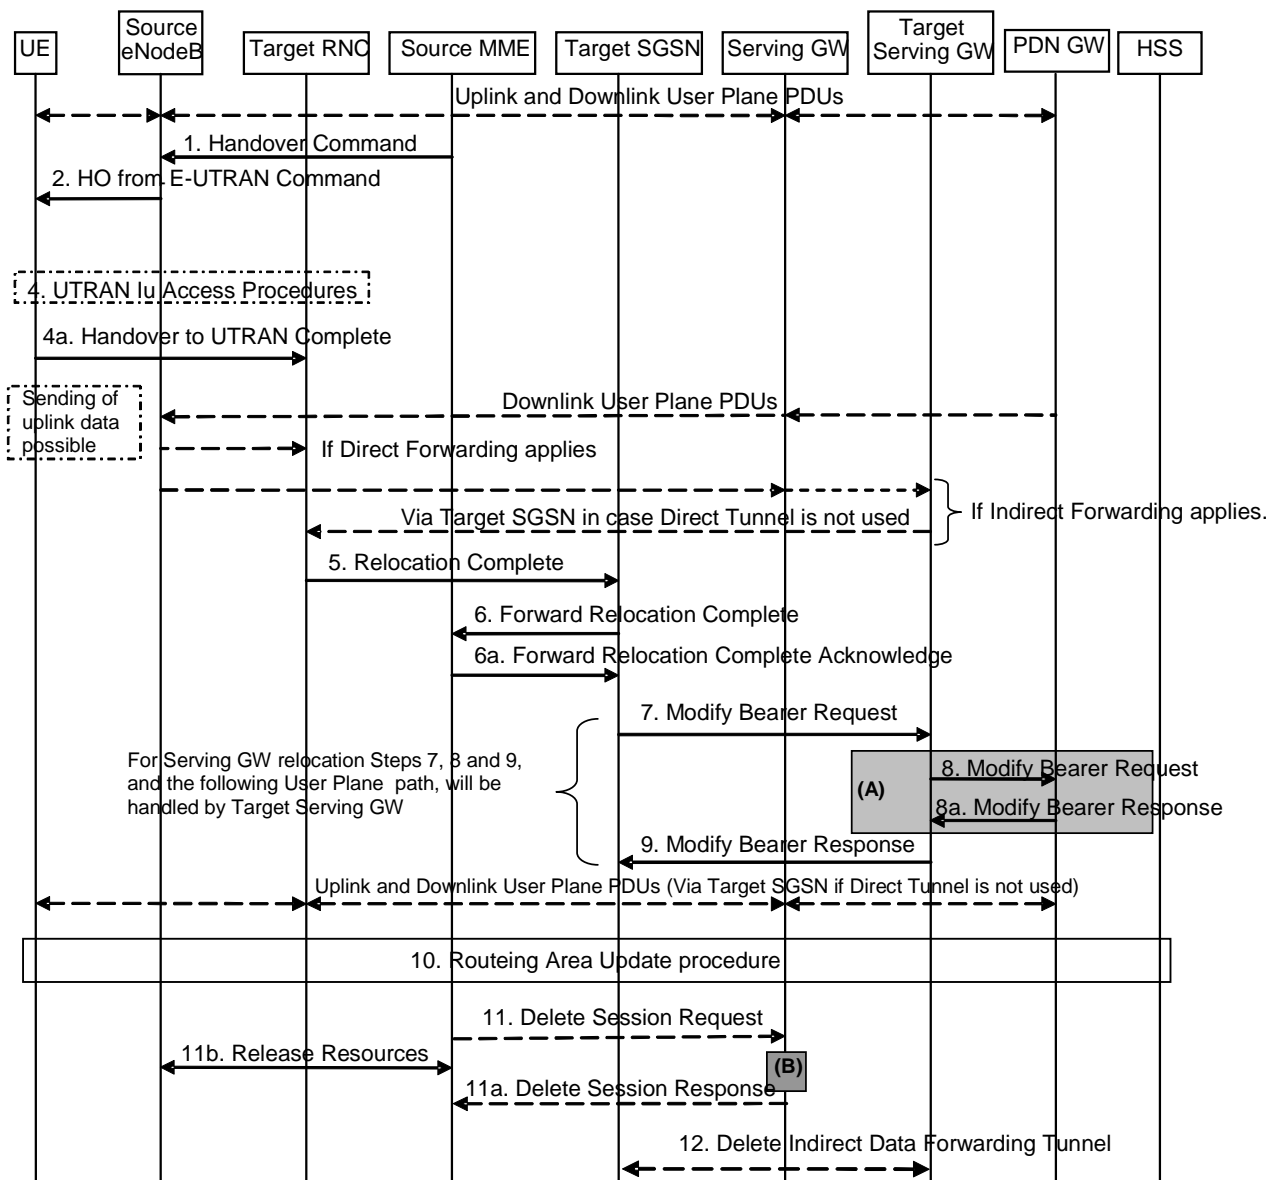 UE
Source
eNodeB
Target RNC
Source MME
Target SGSN
Serving GW
Target
Serving GW
PDN GW
HSS
Uplink and Downlink User Plane PDUs
1. Handover Command
2. HO from E-UTRAN Command
4. UTRAN Iu Access Procedures
4a. Handover to UTRAN Complete
Sending of
uplink data
possible
Downlink User Plane PDUs
If Direct Forwarding applies
Via Target SGSN in case Direct Tunnel is not used
If Indirect Forwarding applies.
5. Relocation Complete
6. Forward Relocation Complete
6a. Forward Relocation Complete Acknowledge
7. Modify Bearer Request
For Serving GW relocation Steps 7, 8 and 9,
and the following User Plane path, will be
handled by Target Serving GW
(A)
8. Modify Bearer Request
8a. Modify Bearer Response
9. Modify Bearer Response
Uplink and Downlink User Plane PDUs (Via Target SGSN if Direct Tunnel is not used)
10. Routeing Area Update procedure
11. Delete Session Request
11b. Release Resources
(B)
11a. Delete Session Response
12. Delete Indirect Data Forwarding Tunnel